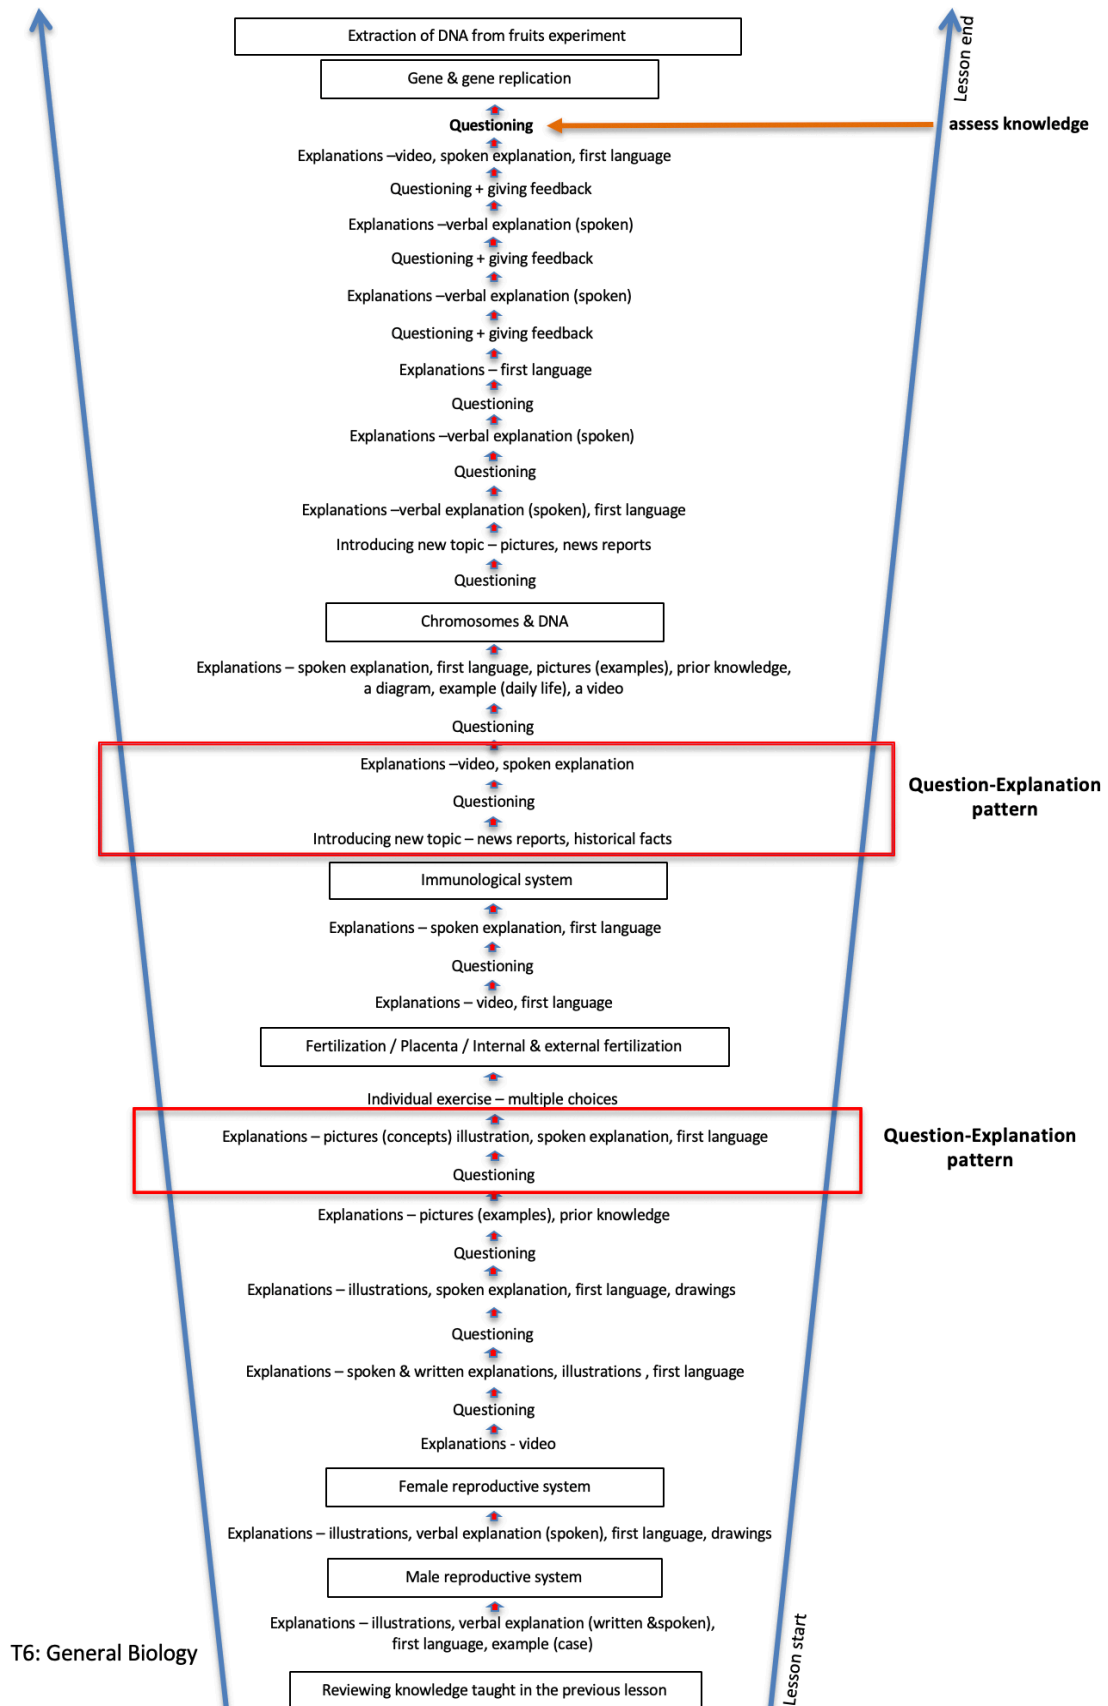 Extraction of DNA from fruits experiment
Lesson end
Gene & gene replication
Questioning
assess knowledge
Explanations –video, spoken explanation, first language
Questioning + giving feedback
Explanations –verbal explanation (spoken)
Questioning + giving feedback
Explanations –verbal explanation (spoken)
Questioning + giving feedback
Explanations – first language
Questioning
Explanations –verbal explanation (spoken)
Questioning
Explanations –verbal explanation (spoken), first language
Introducing new topic – pictures, news reports
Questioning
Chromosomes & DNA
Explanations – spoken explanation, first language, pictures (examples), prior knowledge,
a diagram, example (daily life), a video
Questioning
Explanations –video, spoken explanation
Question-Explanation
pattern
Questioning
Introducing new topic – news reports, historical facts
Immunological system
Explanations – spoken explanation, first language
Questioning
Explanations – video, first language
Fertilization / Placenta / Internal & external fertilization
Individual exercise – multiple choices
Explanations – pictures (concepts) illustration, spoken explanation, first language
Question-Explanation
pattern
Questioning
Explanations – pictures (examples), prior knowledge
Questioning
Explanations – illustrations, spoken explanation, first language, drawings
Questioning
Explanations – spoken & written explanations, illustrations , first language
Questioning
Explanations - video
Female reproductive system
Explanations – illustrations, verbal explanation (spoken), first language, drawings
Male reproductive system
Explanations – illustrations, verbal explanation (written &spoken),
first language, example (case)
T6: General Biology
Lesson start
Reviewing knowledge taught in the previous lesson